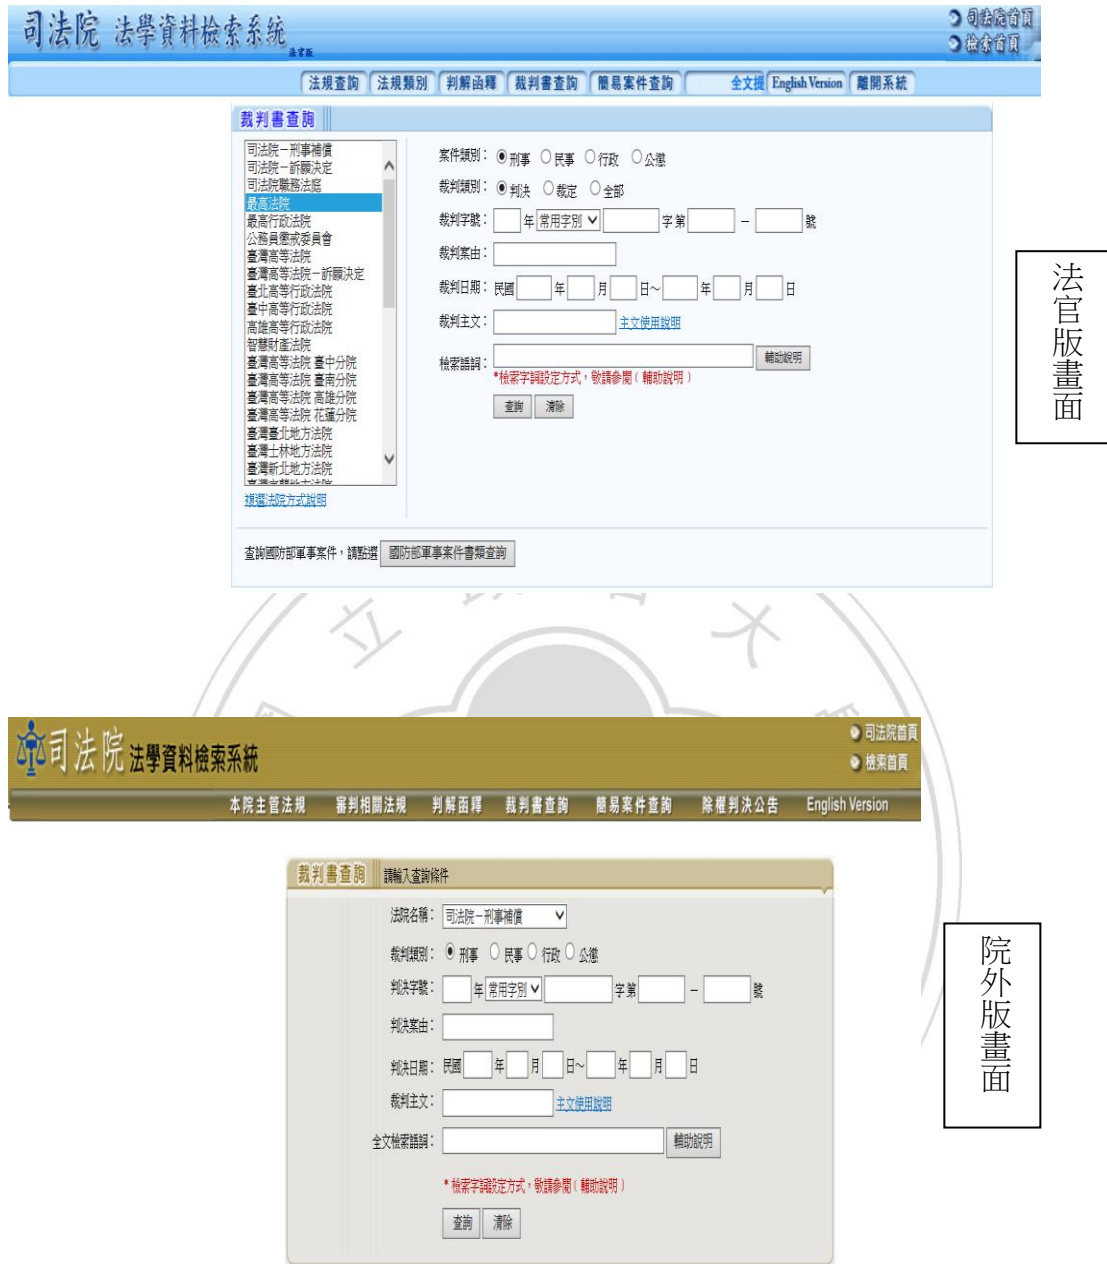 司法院 法學資料檢索系統 法官版
司法院首頁
檢索首頁
法規查詢 法規類別 判解函釋 裁判書查詢 簡易案件查詢 全文提 English Version 離開系統
裁判書查詢
司法院－刑事補償
司法院－訴願決定
司法院職務法庭
最高法院
最高行政法院
公務員懲戒委員會
臺灣高等法院
臺灣高等法院－訴願決定
臺北高等行政法院
臺中高等行政法院
高雄高等行政法院
智慧財產法院
臺灣高等法院 臺中分院
臺灣高等法院 臺南分院
臺灣高等法院 高雄分院
臺灣高等法院 花蓮分院
臺灣臺北地方法院
臺灣士林地方法院
臺灣新北地方法院
臺灣宜蘭地方法院
複選法院方式說明
案件類別： 刑事 民事 行政 公懲
裁判類別： 判決 裁定 全部
裁判字號： 年 常用字別 字第 － 號
裁判案由：
裁判日期： 民國 年 月 日～ 年 月 日
裁判主文： 主文使用說明
檢索語詞： 輔助說明
*檢索字詞設定方式，敬請參閱﹝輔助說明﹞
查詢 清除
查詢國防部軍事案件，請點選 國防部軍事案件書類查詢
法官版畫面
立 政 治 大
國 學
司法院 法學資料檢索系統
司法院首頁
檢索首頁
本院主管法規 審判相關法規 判解函釋 裁判書查詢 簡易案件查詢 除權判決公告 English Version
裁判書查詢 請輸入查詢條件
法院名稱： 司法院－刑事補償
裁判類別： 刑事 民事 行政 公懲
判決字號： 年 常用字別 字第 － 號
判決案由：
判決日期： 民國 年 月 日～ 年 月 日
裁判主文： 主文使用說明
全文檢索語詞： 輔助說明
* 檢索字詞設定方式，敬請參閱﹝輔助說明﹞
查詢 清除
院外版畫面